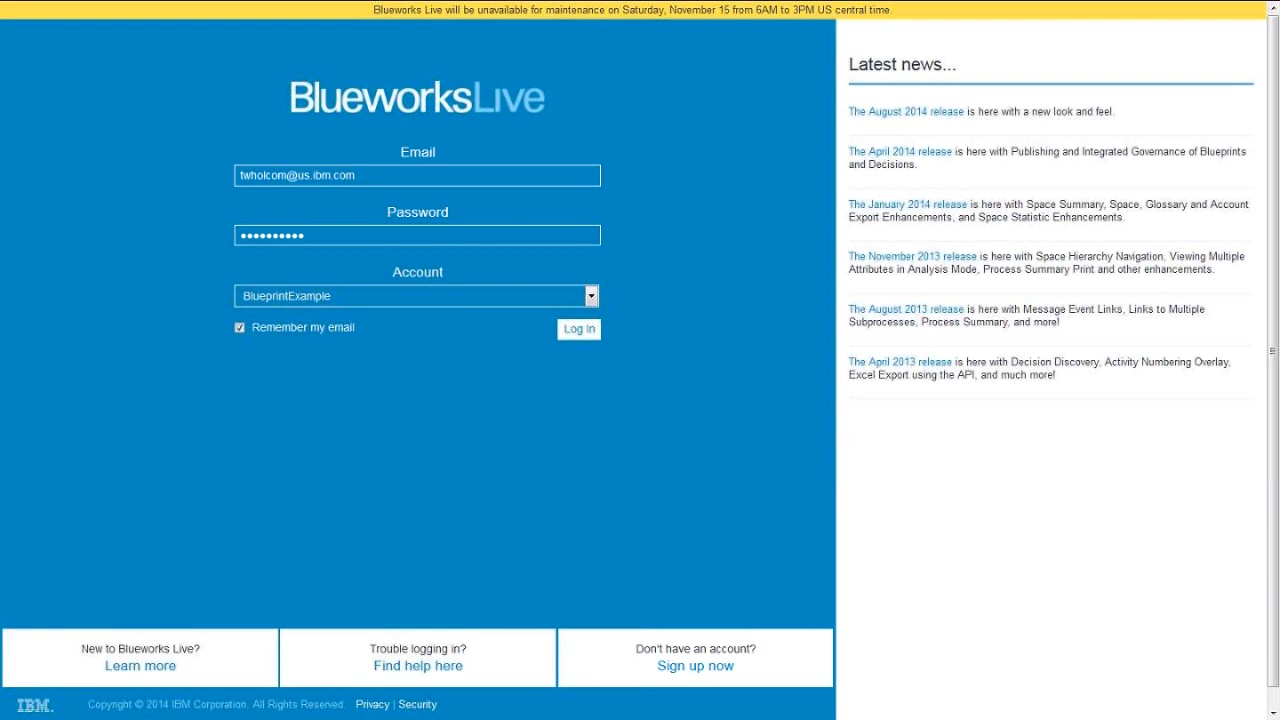 Blueworks Live will be unavailable for maintenance on Saturday, November 15 from 6AM to 3PM US central time.
BlueworksLive
Email
twholcom@us.ibm.com
Password
••••••••••
Account
BlueprintExample
Remember my email
Log In
Latest news...
The August 2014 release is here with a new look and feel.
The April 2014 release is here with Publishing and Integrated Governance of Blueprints
and Decisions.
The January 2014 release is here with Space Summary, Space, Glossary and Account
Export Enhancements, and Space Statistic Enhancements.
The November 2013 release is here with Space Hierarchy Navigation, Viewing Multiple
Attributes in Analysis Mode, Process Summary Print and other enhancements.
The August 2013 release is here with Message Event Links, Links to Multiple
Subprocesses, Process Summary, and more!
The April 2013 release is here with Decision Discovery, Activity Numbering Overlay,
Excel Export using the API, and much more!
New to Blueworks Live?
Learn more
Trouble logging in?
Find help here
Don't have an account?
Sign up now
IBM.
Copyright © 2014 IBM Corporation. All Rights Reserved. Privacy | Security